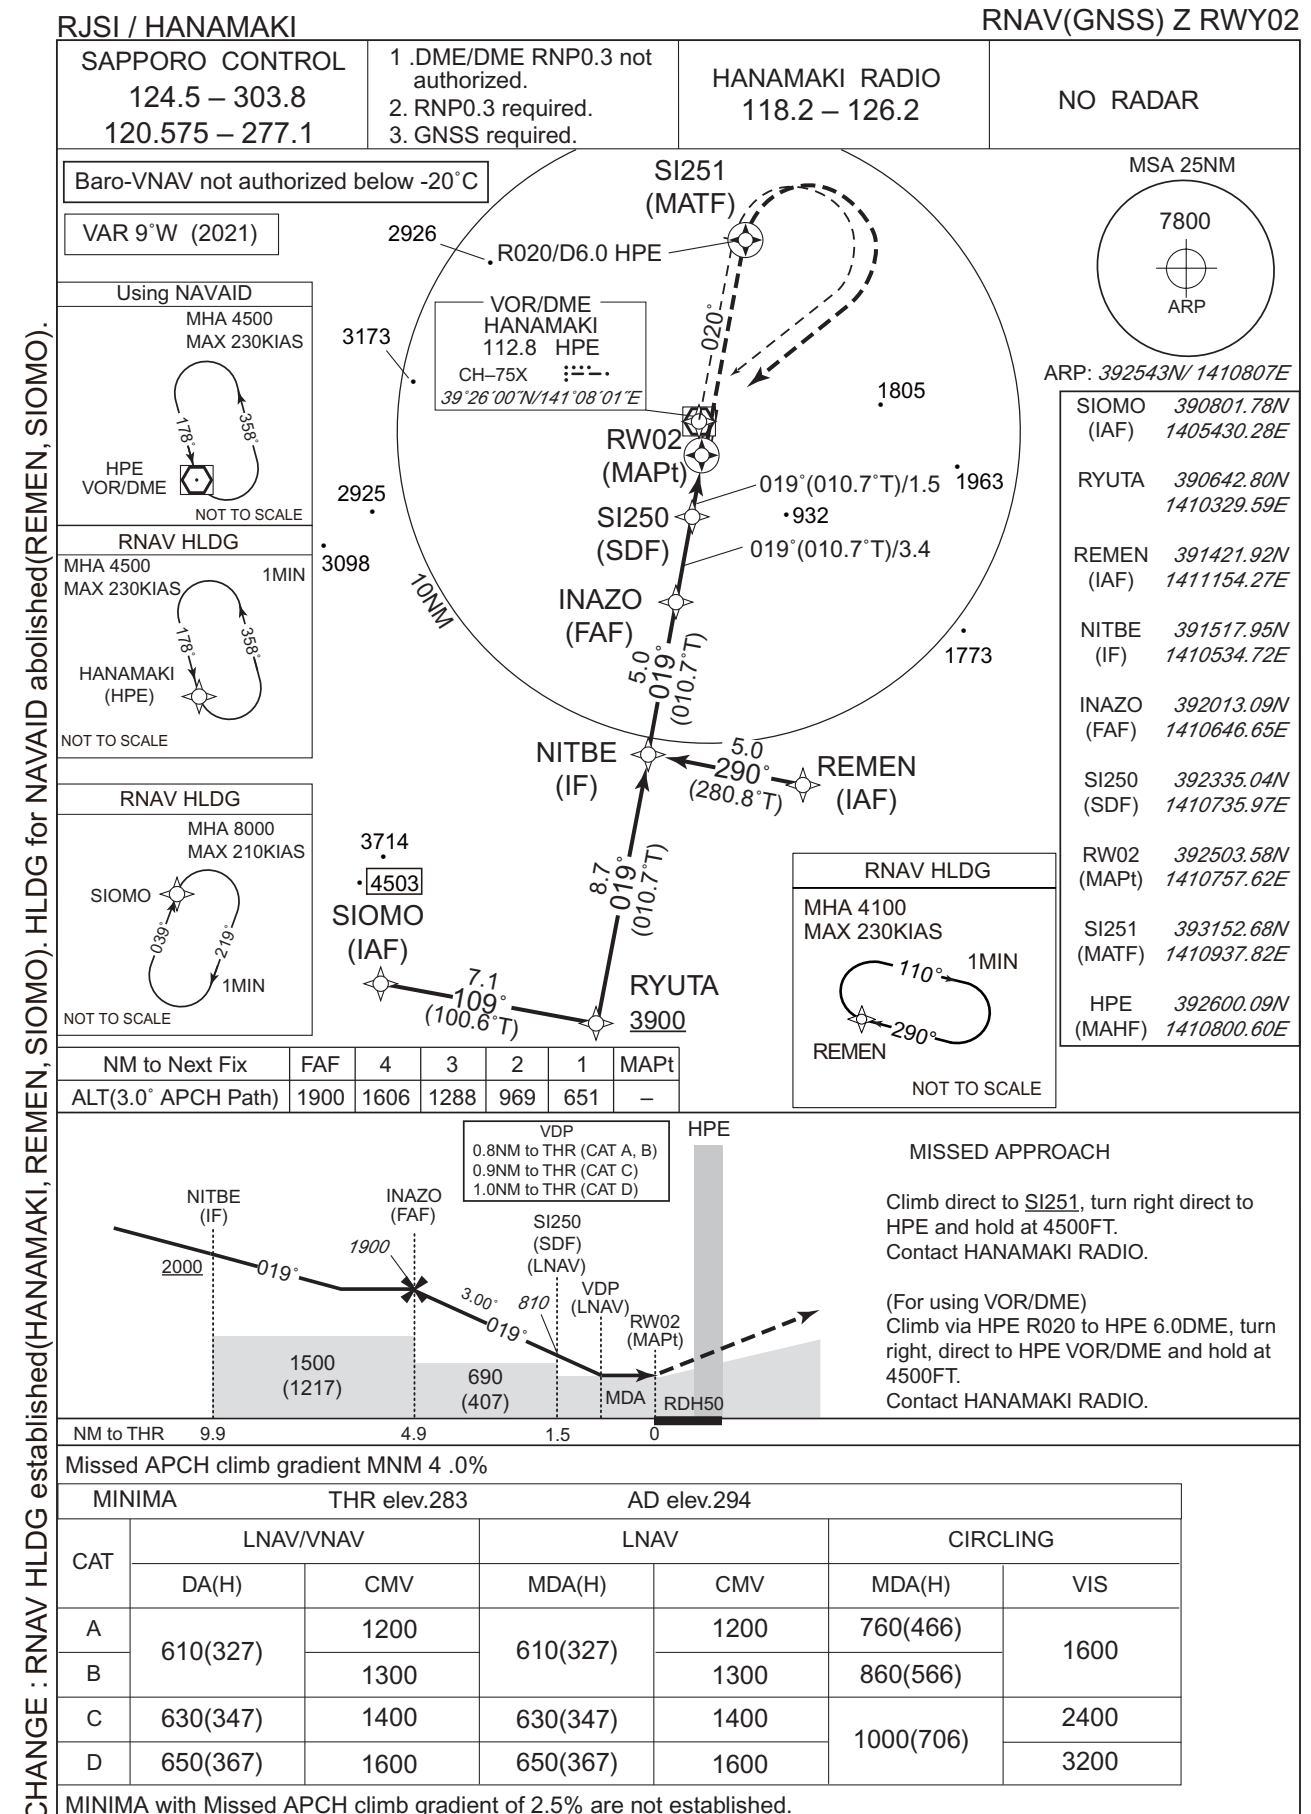 RJSI / HANAMAKI
RNAV(GNSS) Z RWY02
SAPPORO CONTROL
124.5 – 303.8
120.575 – 277.1
1 .DME/DME RNP0.3 not
authorized.
2. RNP0.3 required.
3. GNSS required.
HANAMAKI RADIO
118.2 – 126.2
NO RADAR
Baro-VNAV not authorized below -20˚C
VAR 9˚W (2021)
Using NAVAID
MHA 4500
MAX 230KIAS
178˚
358˚
HPE
VOR/DME
NOT TO SCALE
RNAV HLDG
MHA 4500
MAX 230KIAS
1MIN
178˚
358˚
HANAMAKI
(HPE)
NOT TO SCALE
RNAV HLDG
MHA 8000
MAX 210KIAS
SIOMO
039˚
219˚
1MIN
NOT TO SCALE
SI251
(MATF)
2926
R020/D6.0 HPE
VOR/DME
HANAMAKI
112.8 HPE
CH–75X
39˚26´00˝N/141˚08´01˝E
3173
020˚
1805
RW02
(MAPt)
019˚(010.7˚T)/1.5
1963
2925
SI250
(SDF)
932
3098
019˚(010.7˚T)/3.4
10NM
INAZO
(FAF)
1773
5.0
019˚
(010.7˚T)
NITBE
(IF)
5.0
290˚
(280.8˚T)
REMEN
(IAF)
3714
4503
SIOMO
(IAF)
8.7
019˚
(010.7˚T)
7.1
109˚
(100.6˚T)
RYUTA
3900
MSA 25NM
7800
ARP
ARP: 392543N/ 1410807E
SIOMO 390801.78N
(IAF) 1405430.28E
RYUTA 390642.80N
1410329.59E
REMEN 391421.92N
(IAF) 1411154.27E
NITBE 391517.95N
(IF) 1410534.72E
INAZO 392013.09N
(FAF) 1410646.65E
SI250 392335.04N
(SDF) 1410735.97E
RW02 392503.58N
(MAPt) 1410757.62E
SI251 393152.68N
(MATF) 1410937.82E
HPE 392600.09N
(MAHF) 1410800.60E
RNAV HLDG
MHA 4100
MAX 230KIAS
110˚
1MIN
290˚
REMEN
NOT TO SCALE
NM to Next Fix FAF 4 3 2 1 MAPt
ALT(3.0˚ APCH Path) 1900 1606 1288 969 651 –
VDP
0.8NM to THR (CAT A, B)
0.9NM to THR (CAT C)
1.0NM to THR (CAT D)
HPE
NITBE
(IF)
INAZO
(FAF)
SI250
(SDF)
(LNAV)
VDP
(LNAV)
RW02
(MAPt)
2000
019˚
1900
3.00˚
019˚
810
1500
(1217)
690
(407)
MDA
RDH50
NM to THR 9.9 4.9 1.5 0
MISSED APPROACH
Climb direct to SI251, turn right direct to
HPE and hold at 4500FT.
Contact HANAMAKI RADIO.
(For using VOR/DME)
Climb via HPE R020 to HPE 6.0DME, turn
right, direct to HPE VOR/DME and hold at
4500FT.
Contact HANAMAKI RADIO.
Missed APCH climb gradient MNM 4 .0%
MINIMA THR elev.283 AD elev.294
CAT LNAV/VNAV LNAV CIRCLING
DA(H) CMV MDA(H) CMV MDA(H) VIS
A 610(327) 1200 610(327) 1200 760(466) 1600
B 1300 1300 860(566)
C 630(347) 1400 630(347) 1400 1000(706) 2400
D 650(367) 1600 650(367) 1600 3200
MINIMA with Missed APCH climb gradient of 2.5% are not established.
CHANGE : RNAV HLDG established(HANAMAKI, REMEN, SIOMO). HLDG for NAVAID abolished(REMEN, SIOMO).